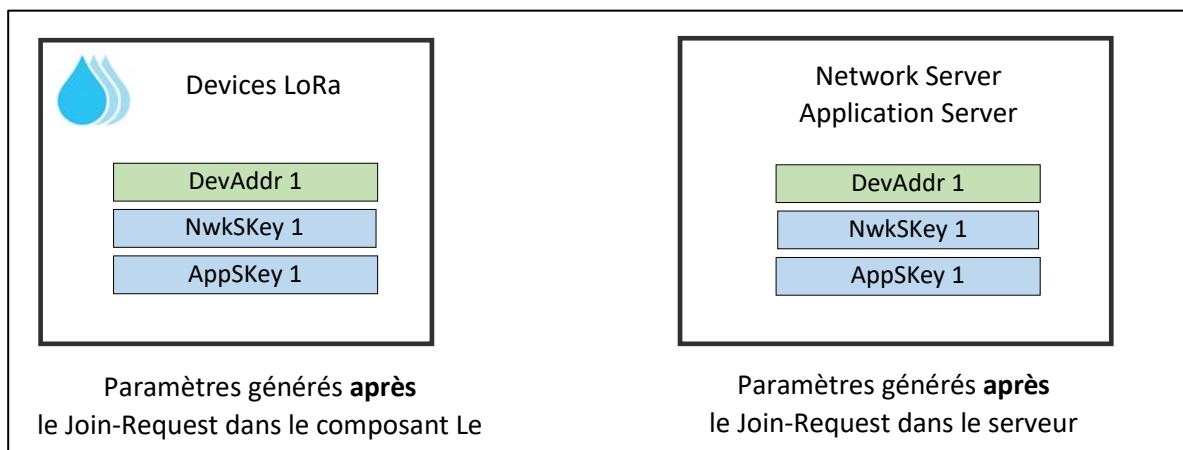 Devices LoRa
DevAddr 1
NwkSKey 1
AppSKey 1
Paramètres générés après
le Join-Request dans le composant Le
Network Server
Application Server
DevAddr 1
NwkSKey 1
AppSKey 1
Paramètres générés après
le Join-Request dans le serveur